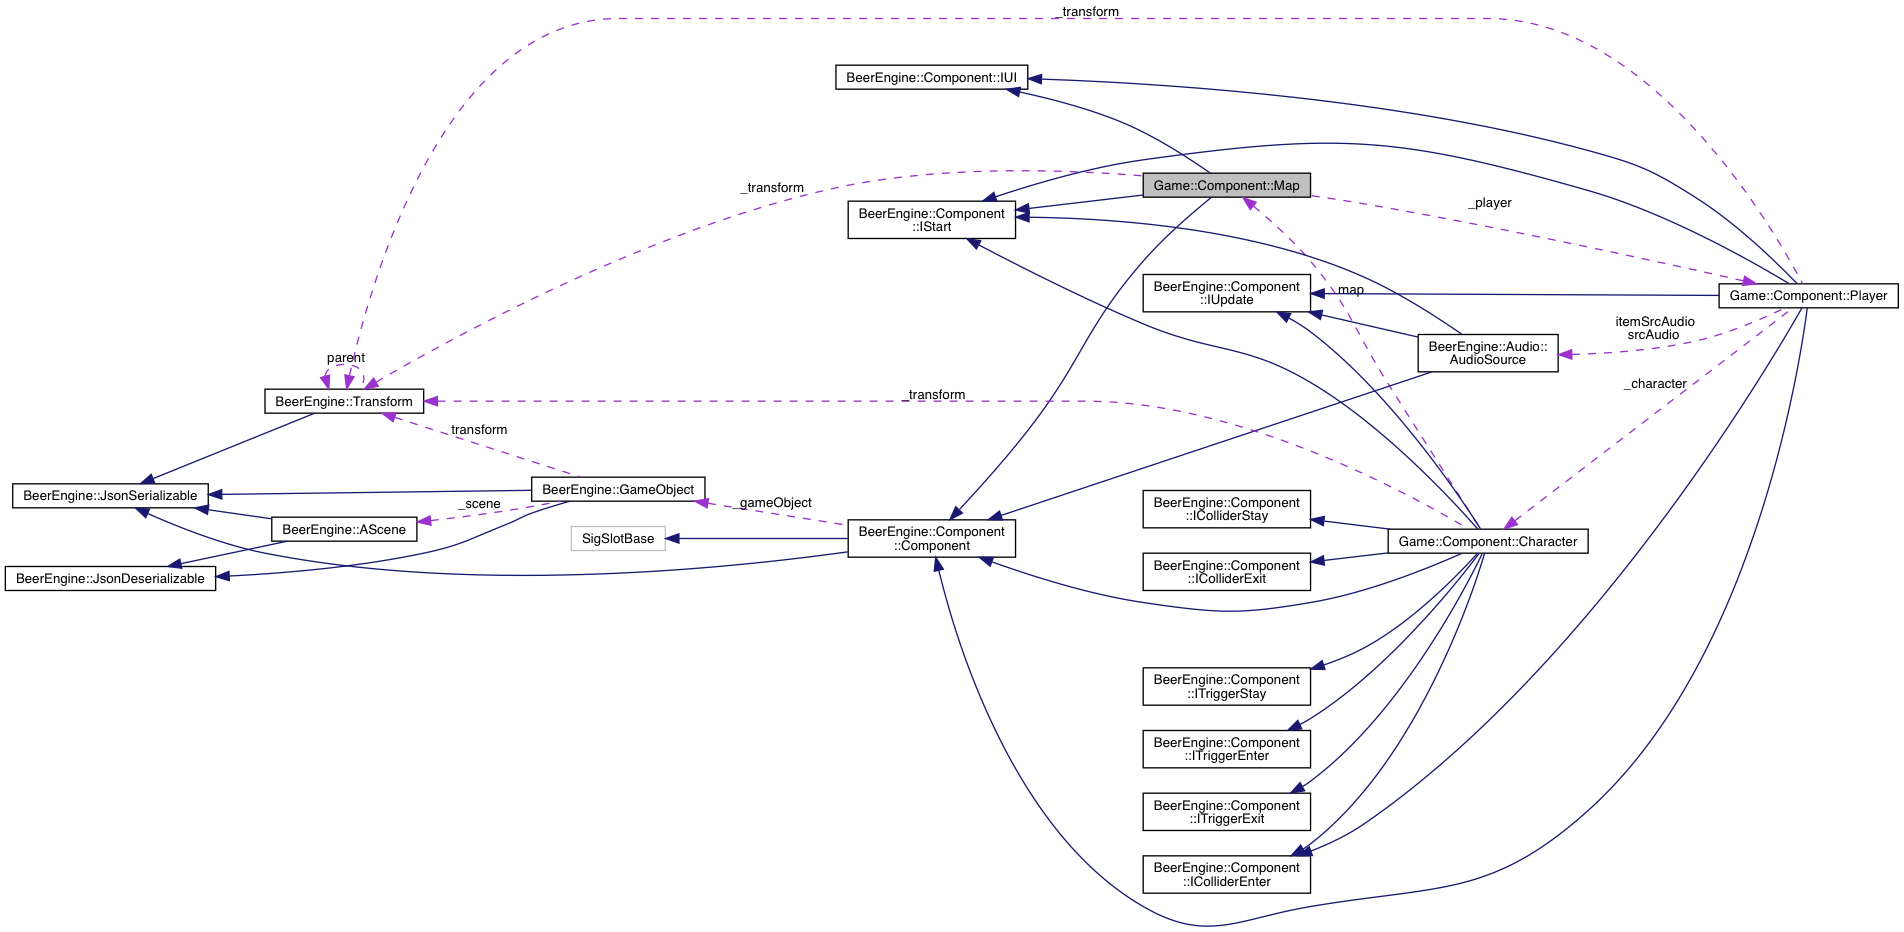 _transform
BeerEngine::Component::IUI
Game::Component::Map
_transform
_player
BeerEngine::Component
::IStart
BeerEngine::Component
::IUpdate
map
Game::Component::Player
itemSrcAudio
srcAudio
BeerEngine::Audio::
AudioSource
parent
_character
BeerEngine::Transform
_transform
transform
BeerEngine::JsonSerializable
BeerEngine::GameObject
_scene
_gameObject
BeerEngine::Component
::IColliderStay
BeerEngine::AScene
SigSlotBase
BeerEngine::Component
::Component
Game::Component::Character
BeerEngine::JsonDeserializable
BeerEngine::Component
::IColliderExit
BeerEngine::Component
::ITriggerStay
BeerEngine::Component
::ITriggerEnter
BeerEngine::Component
::ITriggerExit
BeerEngine::Component
::IColliderEnter